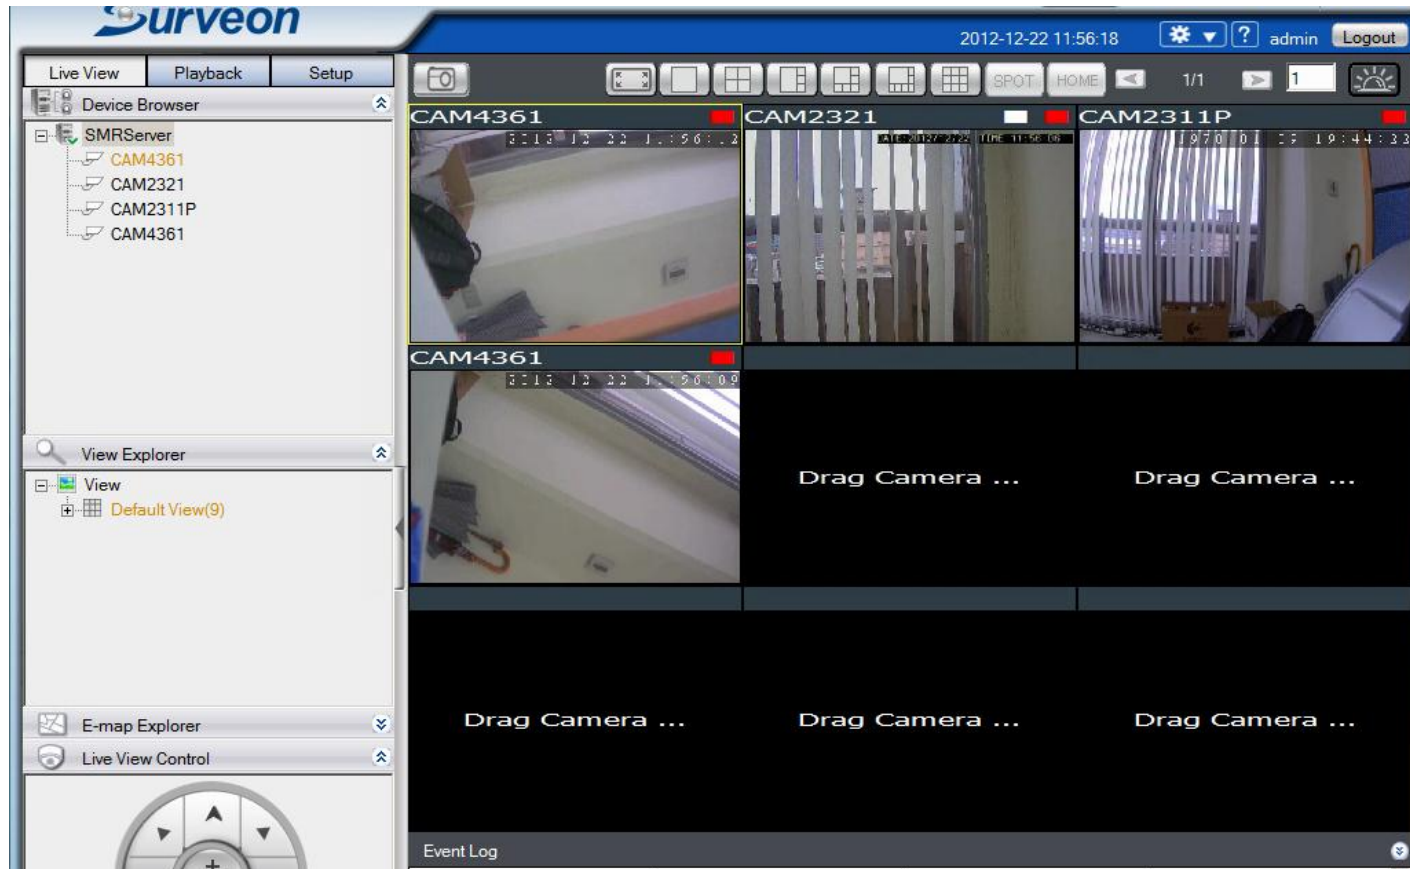 Surveon
2012-12-22 11:56:18 ? admin Logout
Live View Playback Setup
SPOT HOME 1/1 1
Device Browser
SMRServer
CAM4361
CAM2321
CAM2311P
CAM4361
CAM4361 CAM2321 CAM2311P
CAM4361
Drag Camera ... Drag Camera ...
View Explorer
View
Default View(9)
Drag Camera ... Drag Camera ... Drag Camera ...
E-map Explorer
Live View Control
Event Log